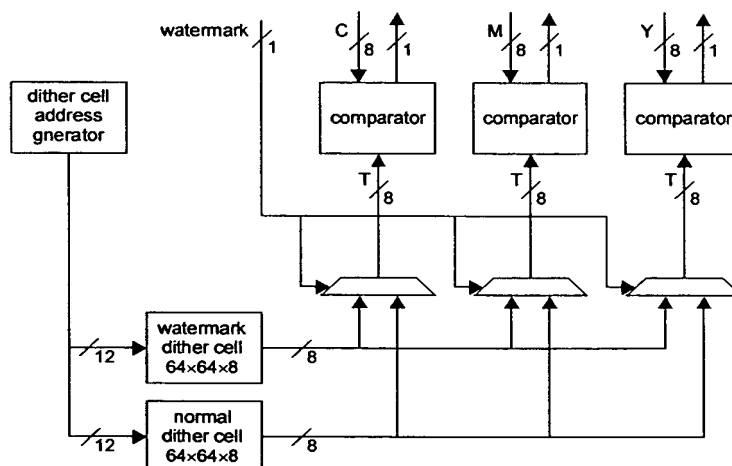 watermark
1
C
8
1
M
8
1
Y
8
1
dither cell
address
gnerator
comparator
comparator
comparator
T
8
T
8
T
8
12
watermark
dither cell
64×64×8
8
12
normal
dither cell
64×64×8
8